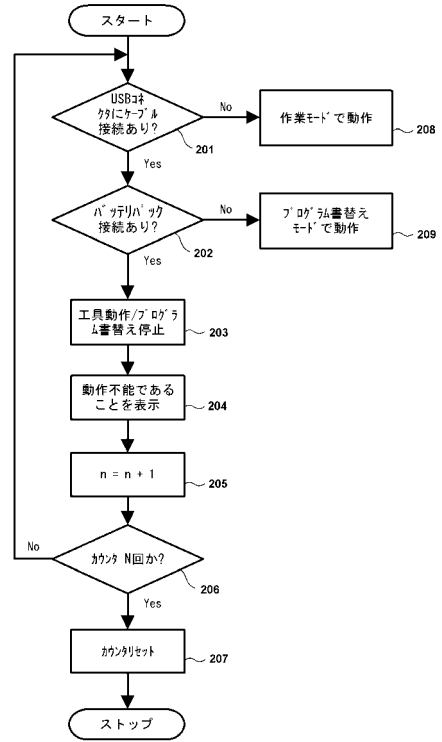 スタート
USBコネ
クタにケーブル
接続あり?
201
No
作業モードで動作
208
Yes
バッテリパック
接続あり?
202
No
プログラム書替え
モードで動作
209
Yes
工具動作/プログラ
ム書替え停止
203
動作不能である
ことを表示
204
n = n + 1
205
No
カウンタ N回か?
206
Yes
カウンタリセット
207
ストップ